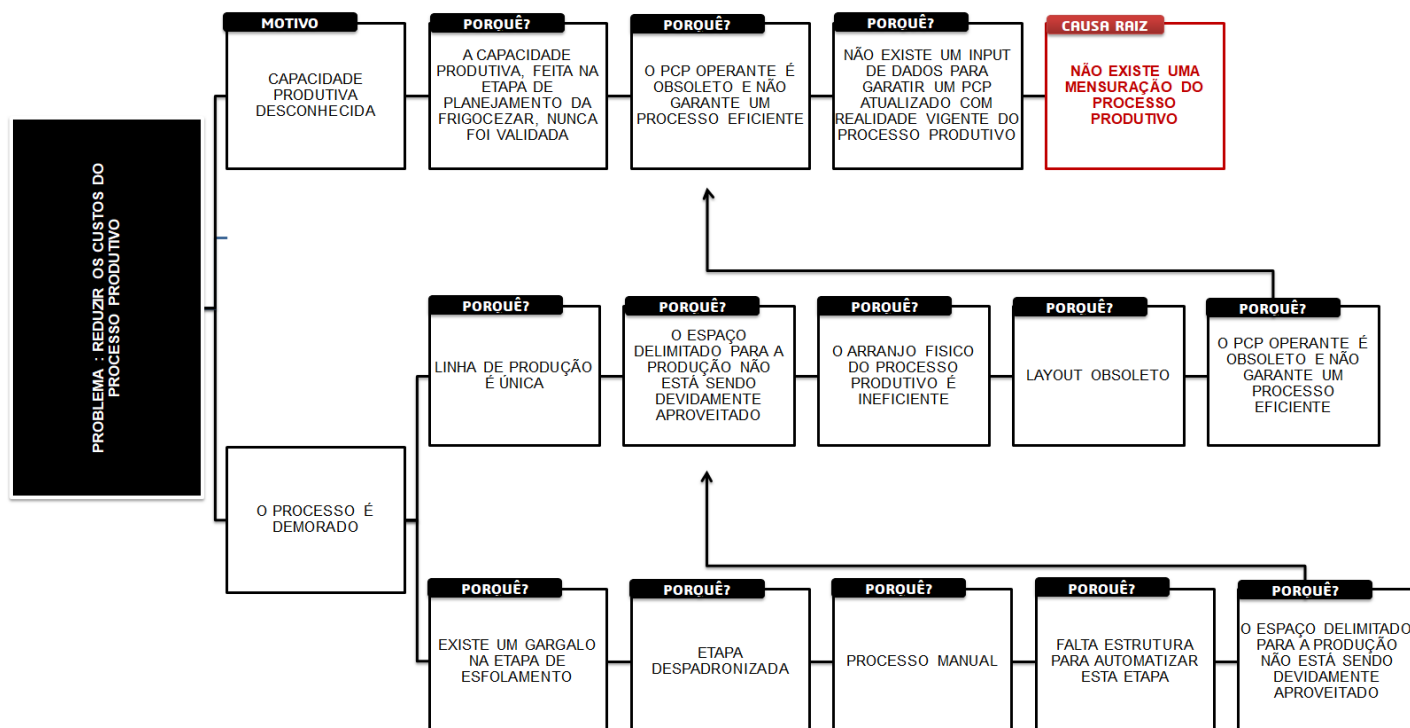 PROBLEMA : REDUZIR OS CUSTOS DO
PROCESSO PRODUTIVO
MOTIVO
CAPACIDADE
PRODUTIVA
DESCONHECIDA
PORQUÊ?
A CAPACIDADE
PRODUTIVA, FEITA NA
ETAPA DE
PLANEJAMENTO DA
FRIGOCEZAR, NUNCA
FOI VALIDADA
PORQUÊ?
O PCP OPERANTE É
OBSOLETO E NÃO
GARANTE UM
PROCESSO EFICIENTE
PORQUÊ?
NÃO EXISTE UM INPUT
DE DADOS PARA
GARATIR UM PCP
ATUALIZADO COM
REALIDADE VIGENTE DO
PROCESSO PRODUTIVO
CAUSA RAIZ
NÃO EXISTE UMA
MENSURAÇÃO DO
PROCESSO
PRODUTIVO
O PROCESSO É
DEMORADO
PORQUÊ?
LINHA DE PRODUÇÃO
É ÚNICA
PORQUÊ?
O ESPAÇO
DELIMITADO PARA A
PRODUÇÃO NÃO
ESTÁ SENDO
DEVIDAMENTE
APROVEITADO
PORQUÊ?
O ARRANJO FISICO
DO PROCESSO
PRODUTIVO É
INEFICIENTE
PORQUÊ?
LAYOUT OBSOLETO
PORQUÊ?
O PCP OPERANTE É
OBSOLETO E NÃO
GARANTE UM
PROCESSO
EFICIENTE
PORQUÊ?
EXISTE UM GARGALO
NA ETAPA DE
ESFOLAMENTO
PORQUÊ?
ETAPA
DESPADRONIZADA
PORQUÊ?
PROCESSO MANUAL
PORQUÊ?
FALTA ESTRUTURA
PARA AUTOMATIZAR
ESTA ETAPA
PORQUÊ?
O ESPAÇO DELIMITADO
PARA A PRODUÇÃO
NÃO ESTÁ SENDO
DEVIDAMENTE
APROVEITADO